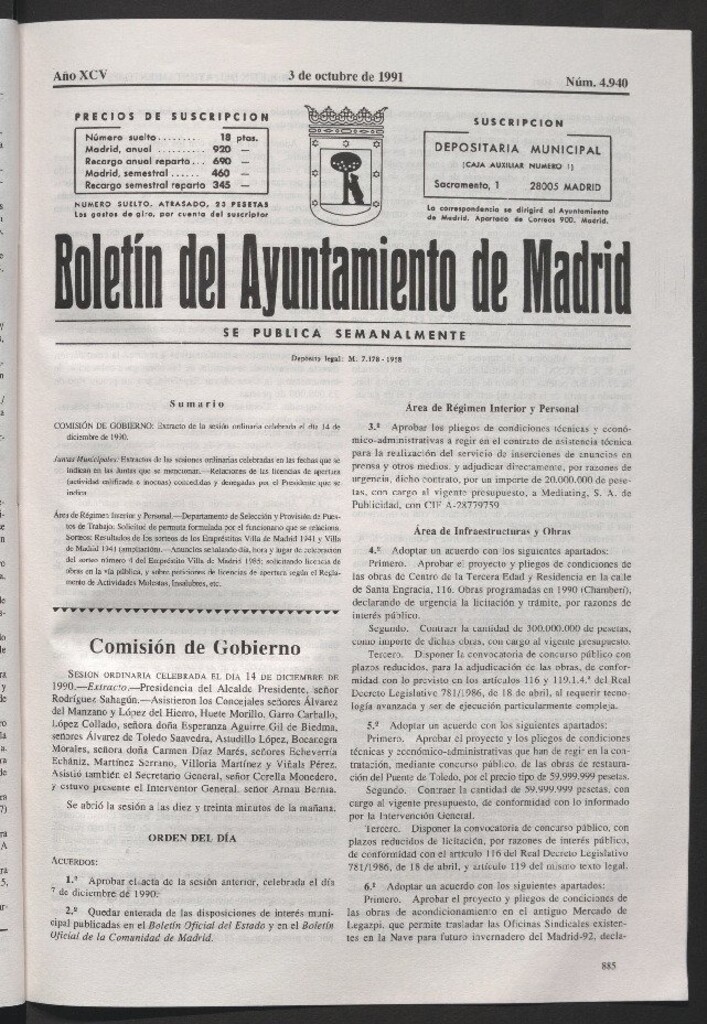 Año XCV
3 de octubre de 1991
Núm. 4.940
PRECIOS DE SUSCRIPCION
Número suelto........ 18 ptas.
Madrid, anual .......... 920 —
Recargo anual reparto... 690 —
Madrid, semestral ...... 460 —
Recargo semestral reparto 345 —
NUMERO SUELTO, ATRASADO, 23 PESETAS
Los gastos de giro, por cuenta del suscriptor
SUSCRIPCION
DEPOSITARIA MUNICIPAL
(CAJA AUXILIAR NUMERO 1)
Sacramento, 1 28005 MADRID
La correspondencia se dirigirá al Ayuntamiento
de Madrid. Apartado de Correos 900. Madrid.
Boletín del Ayuntamiento de Madrid
SE PUBLICA SEMANALMENTE
Depósito legal: M. 7.178 - 1958
Sumario
COMISIÓN DE GOBIERNO: Extracto de la sesión ordinaria celebrada el día 14 de
diciembre de 1990.
Juntas Municipales: Extractos de las sesiones ordinarias celebradas en las fechas que se
indican en las Juntas que se mencionan.—Relaciones de las licencias de apertura
(actividad calificada e inocuas) concedidas y denegadas por el Presidente que se
indica.
Área de Régimen Interior y Personal.—Departamento de Selección y Provisión de Pues-
tos de Trabajo: Solicitud de permuta formulada por el funcionario que se relaciona.
Sorteos: Resultados de los sorteos de los Empréstitos Villa de Madrid 1941 y Villa
de Madrid 1941 (ampliación).—Anuncios señalando día, hora y lugar de celebración
del sorteo número 4 del Empréstito Villa de Madrid 1985; solicitando licencia de
obras en la vía pública, y sobre peticiones de licencias de apertura según el Regla-
mento de Actividades Molestas, Insalubres, etc.
Comisión de Gobierno
SESIÓN ORDINARIA CELEBRADA EL DÍA 14 DE DICIEMBRE DE
1990.—Extracto.—Presidencia del Alcalde Presidente, señor
Rodríguez Sahagún.—Asistieron los Concejales señores Álvarez
del Manzano y López del Hierro, Huete Morillo, Garro Carballo,
López Collado, señora doña Esperanza Aguirre Gil de Biedma,
señores Álvarez de Toledo Saavedra, Astudillo López, Bocacegra
Morales, señora doña Carmen Díaz Marés, señores Echeverría
Echániz, Martínez Serrano, Villoria Martínez y Viñals Pérez.
Asistió también el Secretario General, señor Corella Monedero,
y estuvo presente el Interventor General, señor Arnau Bernia.
Se abrió la sesión a las diez y treinta minutos de la mañana.
ORDEN DEL DÍA
ACUERDOS:
1.º Aprobar el acta de la sesión anterior, celebrada el día
7 de diciembre de 1990.
2.º Quedar enterada de las disposiciones de interés muni-
cipal publicadas en el Boletín Oficial del Estado y en el Boletín
Oficial de la Comunidad de Madrid.
Área de Régimen Interior y Personal
3.º Aprobar los pliegos de condiciones técnicas y econó-
mico-administrativas a regir en el contrato de asistencia técnica
para la realización del servicio de inserciones de anuncios en
prensa y otros medios, y adjudicar directamente, por razones de
urgencia, dicho contrato, por un importe de 20.000.000 de pese-
tas, con cargo al vigente presupuesto, a Mediating, S. A. de
Publicidad, con CIF A-28779759.
Área de Infraestructuras y Obras
4.º Adoptar un acuerdo con los siguientes apartados:
Primero. Aprobar el proyecto y pliegos de condiciones de
las obras de Centro de la Tercera Edad y Residencia en la calle
de Santa Engracia, 116. Obras programadas en 1990 (Chamberí),
declarando de urgencia la licitación y trámite, por razones de
interés público.
Segundo. Contraer la cantidad de 300.000.000 de pesetas,
como importe de dichas obras, con cargo al vigente presupuesto.
Tercero. Disponer la convocatoria de concurso público con
plazos reducidos, para la adjudicación de las obras, de confor-
midad con lo previsto en los artículos 116 y 119.1.4.ª del Real
Decreto Legislativo 781/1986, de 18 de abril, al requerir tecno-
logía avanzada y ser de ejecución particularmente compleja.
5.º Adoptar un acuerdo con los siguientes apartados:
Primero. Aprobar el proyecto y los pliegos de condiciones
técnicas y económico-administrativas que han de regir en la con-
tratación, mediante concurso público, de las obras de restaura-
ción del Puente de Toledo, por el precio tipo de 59.999.999 pesetas.
Segundo. Contraer la cantidad de 59.999.999 pesetas, con
cargo al vigente presupuesto, de conformidad con lo informado
por la Intervención General.
Tercero. Disponer la convocatoria de concurso público, con
plazos reducidos de licitación, por razones de interés público,
de conformidad con el artículo 116 del Real Decreto Legislativo
781/1986, de 18 de abril, y artículo 119 del mismo texto legal.
6.º Adoptar un acuerdo con los siguientes apartados:
Primero. Aprobar el proyecto y pliegos de condiciones de
las obras de acondicionamiento en el antiguo Mercado de
Legazpi, que permite trasladar las Oficinas Sindicales existen-
tes en la Nave para futuro invernadero del Madrid-92, decla-
885